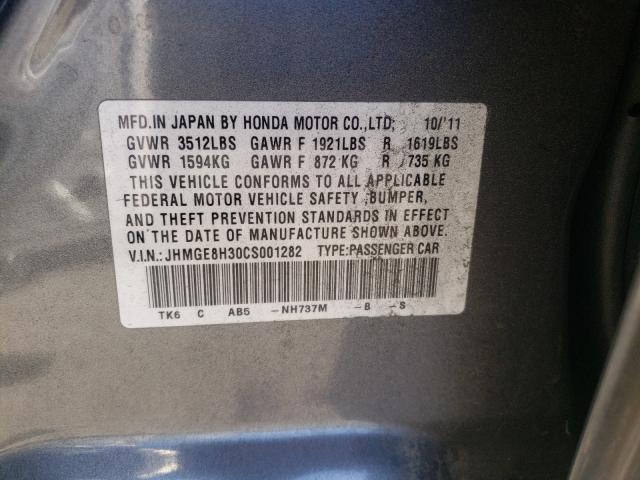 MFD.IN JAPAN BY HONDA MOTOR CO.,LTD; 10/'11
GVWR 3512LBS GAWR F 1921LBS R 1619LBS
GVWR 1594KG GAWR F 872 KG R 735 KG
THIS VEHICLE CONFORMS TO ALL APPLICABLE
FEDERAL MOTOR VEHICLE SAFETY ,BUMPER,
AND THEFT PREVENTION STANDARDS IN EFFECT
ON THE DATE OF MANUFACTURE SHOWN ABOVE.
V.I.N.:JHMGE8H30CS001282 TYPE:PASSENGER CAR
TK6 C AB5 -NH737M -B -S